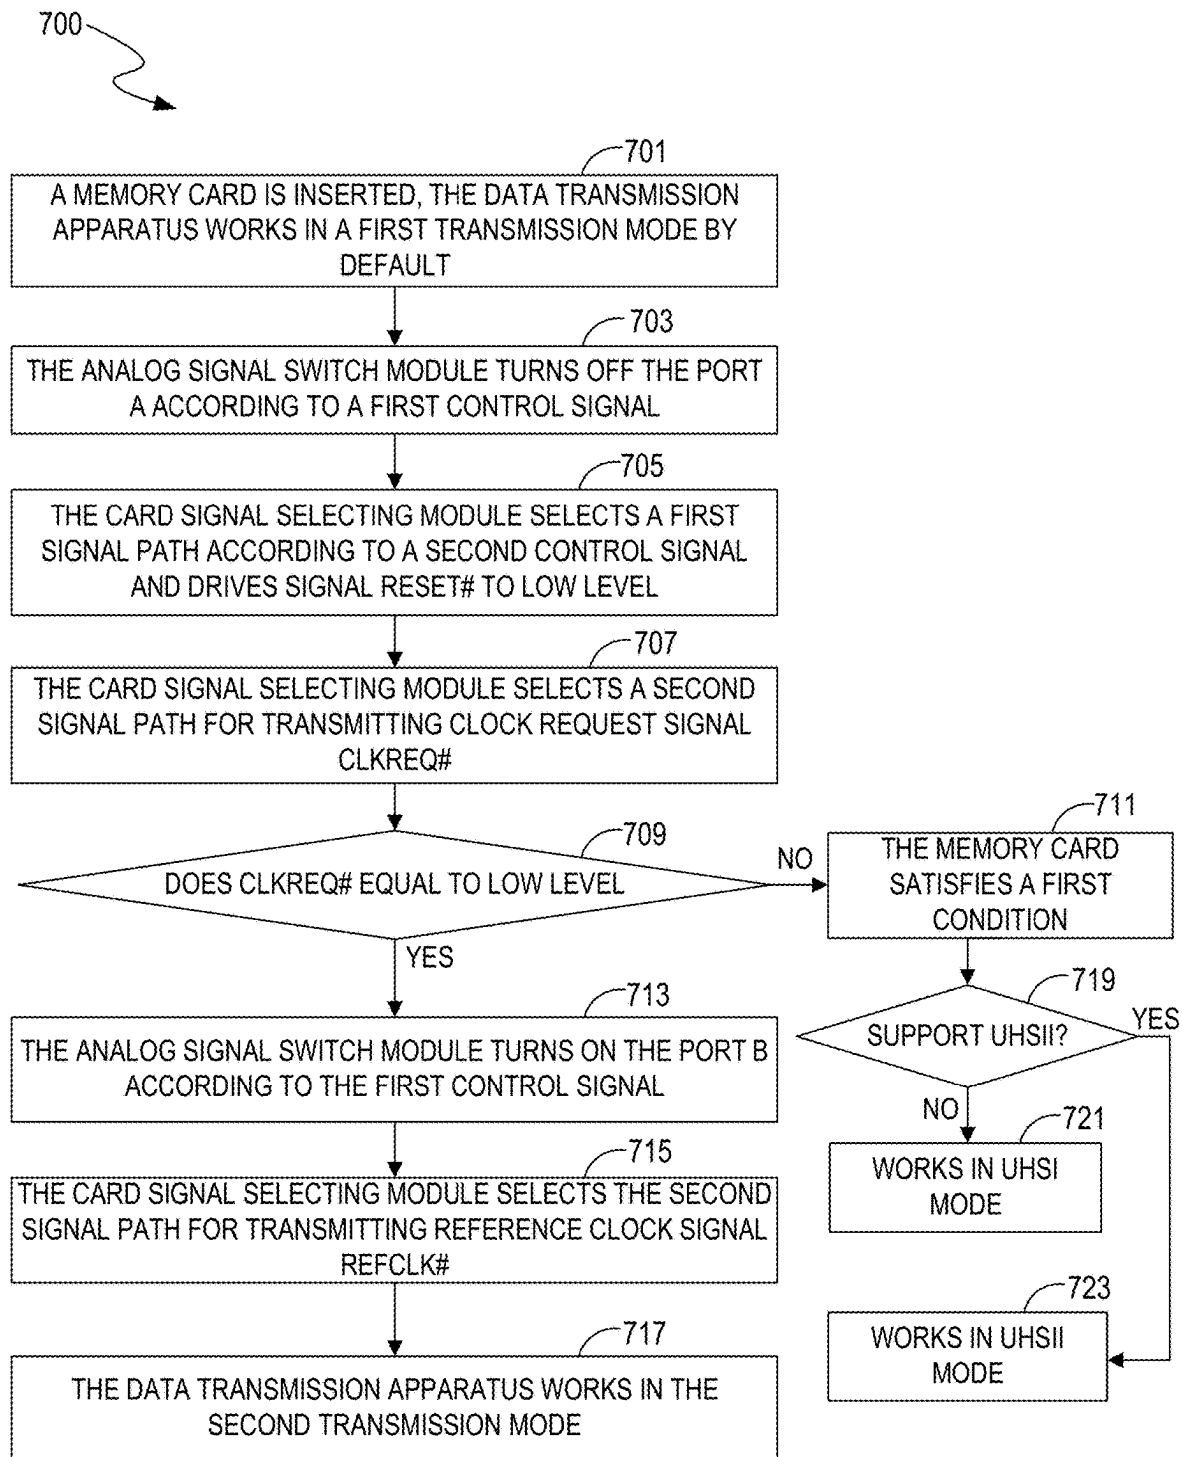 700
701
A MEMORY CARD IS INSERTED, THE DATA TRANSMISSION
APPARATUS WORKS IN A FIRST TRANSMISSION MODE BY
DEFAULT
703
THE ANALOG SIGNAL SWITCH MODULE TURNS OFF THE PORT
A ACCORDING TO A FIRST CONTROL SIGNAL
705
THE CARD SIGNAL SELECTING MODULE SELECTS A FIRST
SIGNAL PATH ACCORDING TO A SECOND CONTROL SIGNAL
AND DRIVES SIGNAL RESET# TO LOW LEVEL
707
THE CARD SIGNAL SELECTING MODULE SELECTS A SECOND
SIGNAL PATH FOR TRANSMITTING CLOCK REQUEST SIGNAL
CLKREQ#
709
DOES CLKREQ# EQUAL TO LOW LEVEL
NO
YES
711
THE MEMORY CARD
SATISFIES A FIRST
CONDITION
713
THE ANALOG SIGNAL SWITCH MODULE TURNS ON THE PORT B
ACCORDING TO THE FIRST CONTROL SIGNAL
715
THE CARD SIGNAL SELECTING MODULE SELECTS THE SECOND
SIGNAL PATH FOR TRANSMITTING REFERENCE CLOCK SIGNAL
REFCLK#
717
THE DATA TRANSMISSION APPARATUS WORKS IN THE
SECOND TRANSMISSION MODE
719
SUPPORT UHSII?
YES
NO
721
WORKS IN UHSI
MODE
723
WORKS IN UHSII
MODE